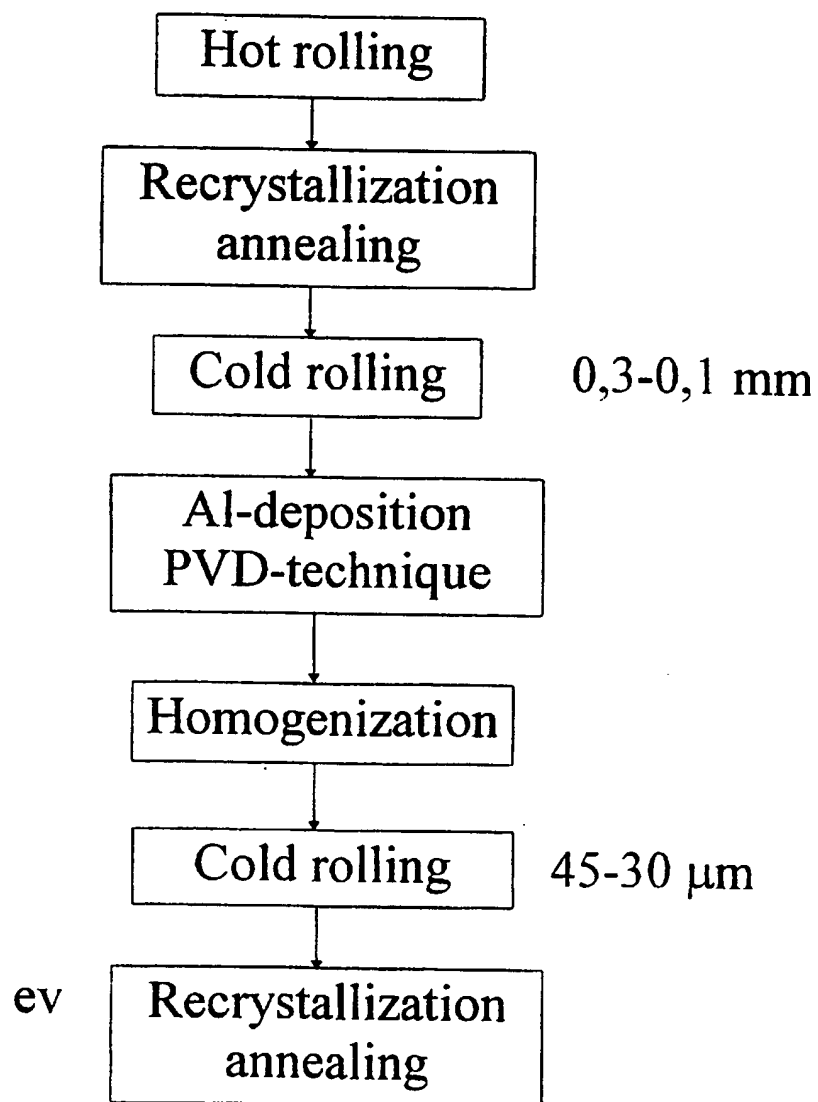 Hot rolling
Recrystallization
annealing
Cold rolling 0,3-0,1 mm
Al-deposition
PVD-technique
Homogenization
Cold rolling 45-30 μm
ev Recrystallization
annealing